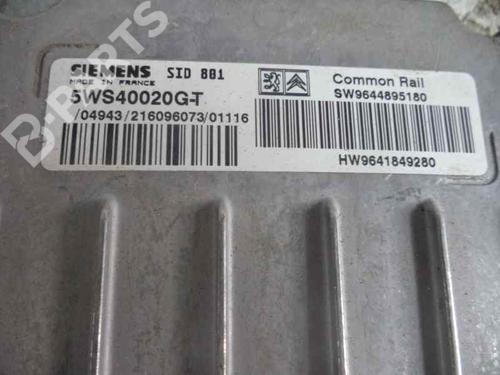 B-PARTS
SIEMENS SID 801
MADE IN FRANCE
5WS40020G-T
/04943/216096073/01116
Common Rail
SW9644895180
HW9641849280